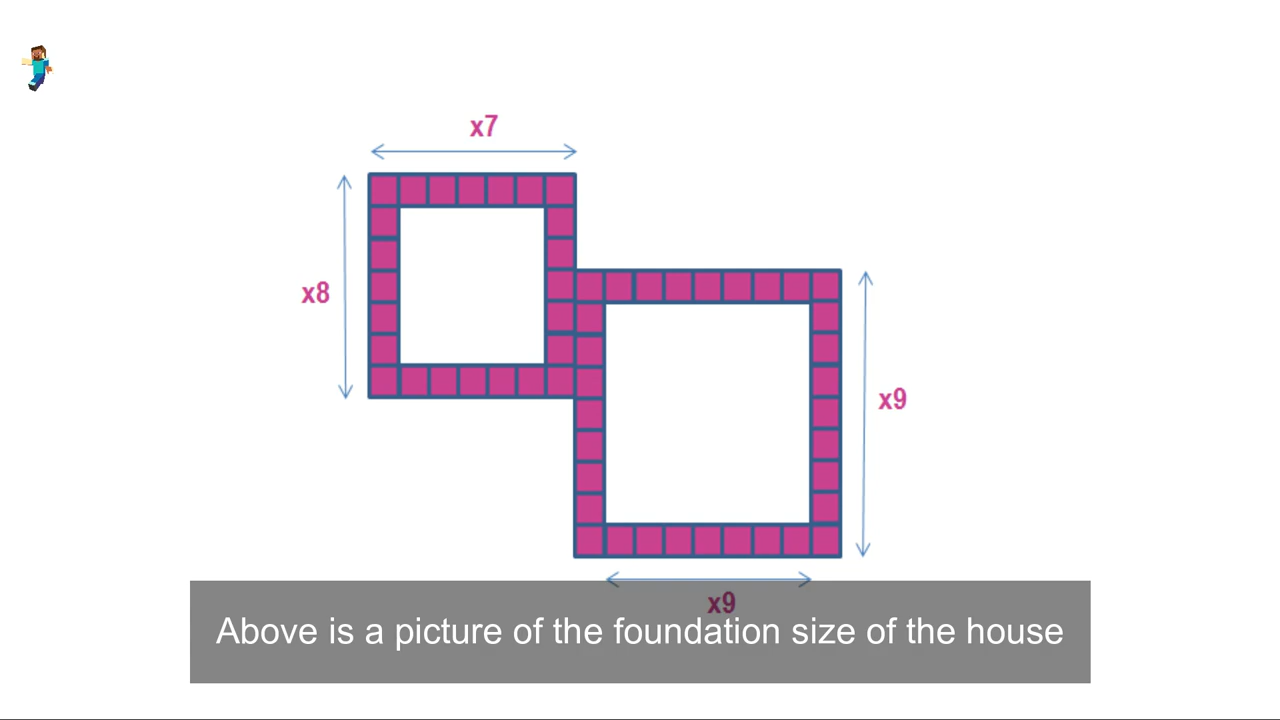 x7
x8
x9
x9
Above is a picture of the foundation size of the house